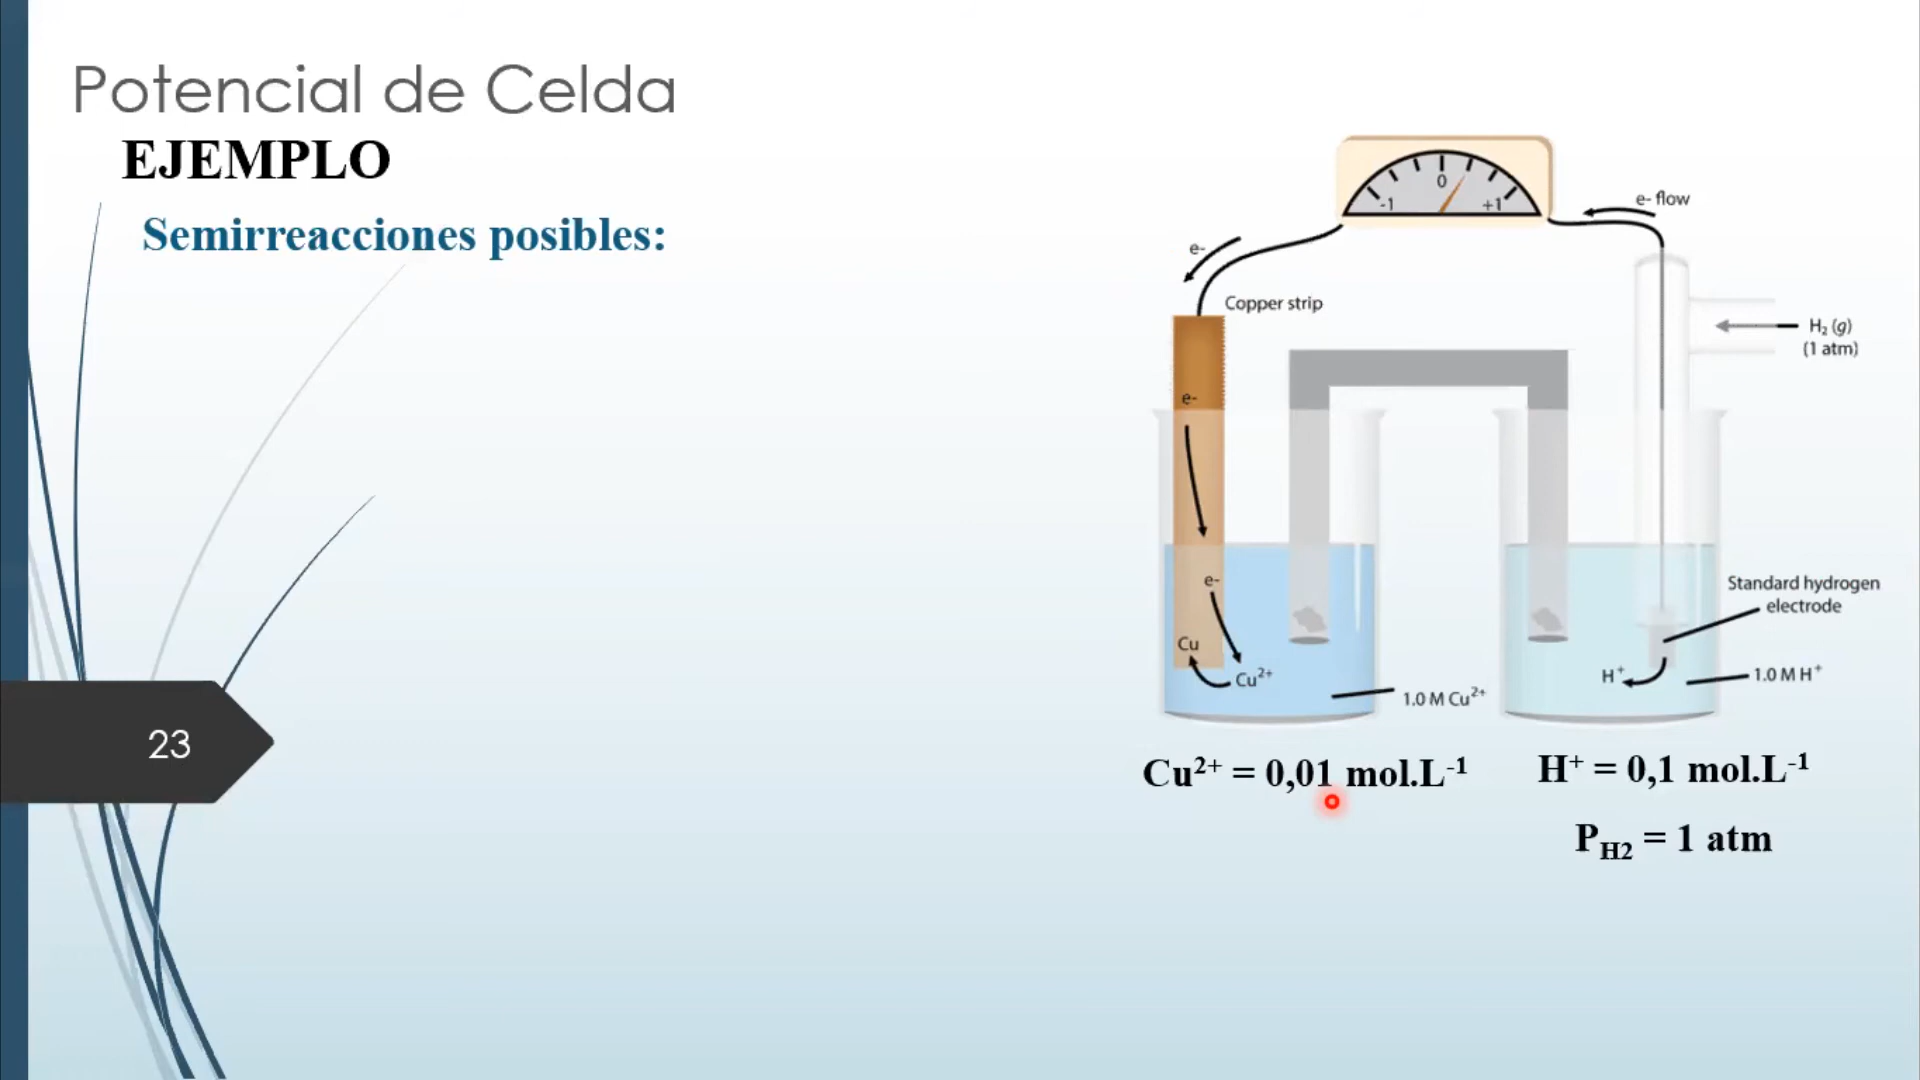 Potencial de Celda
EJEMPLO
Semirreacciones posibles:
-1
0
+1
e- flow
e-
Copper strip
H₂ (g)
(1 atm)
e-
e-
Cu
Cu²⁺
1.0 M Cu²⁺
Standard hydrogen
electrode
H⁺
1.0 M H⁺
Cu²⁺ = 0,01 mol.L⁻¹
H⁺ = 0,1 mol.L⁻¹
P_H2 = 1 atm
23